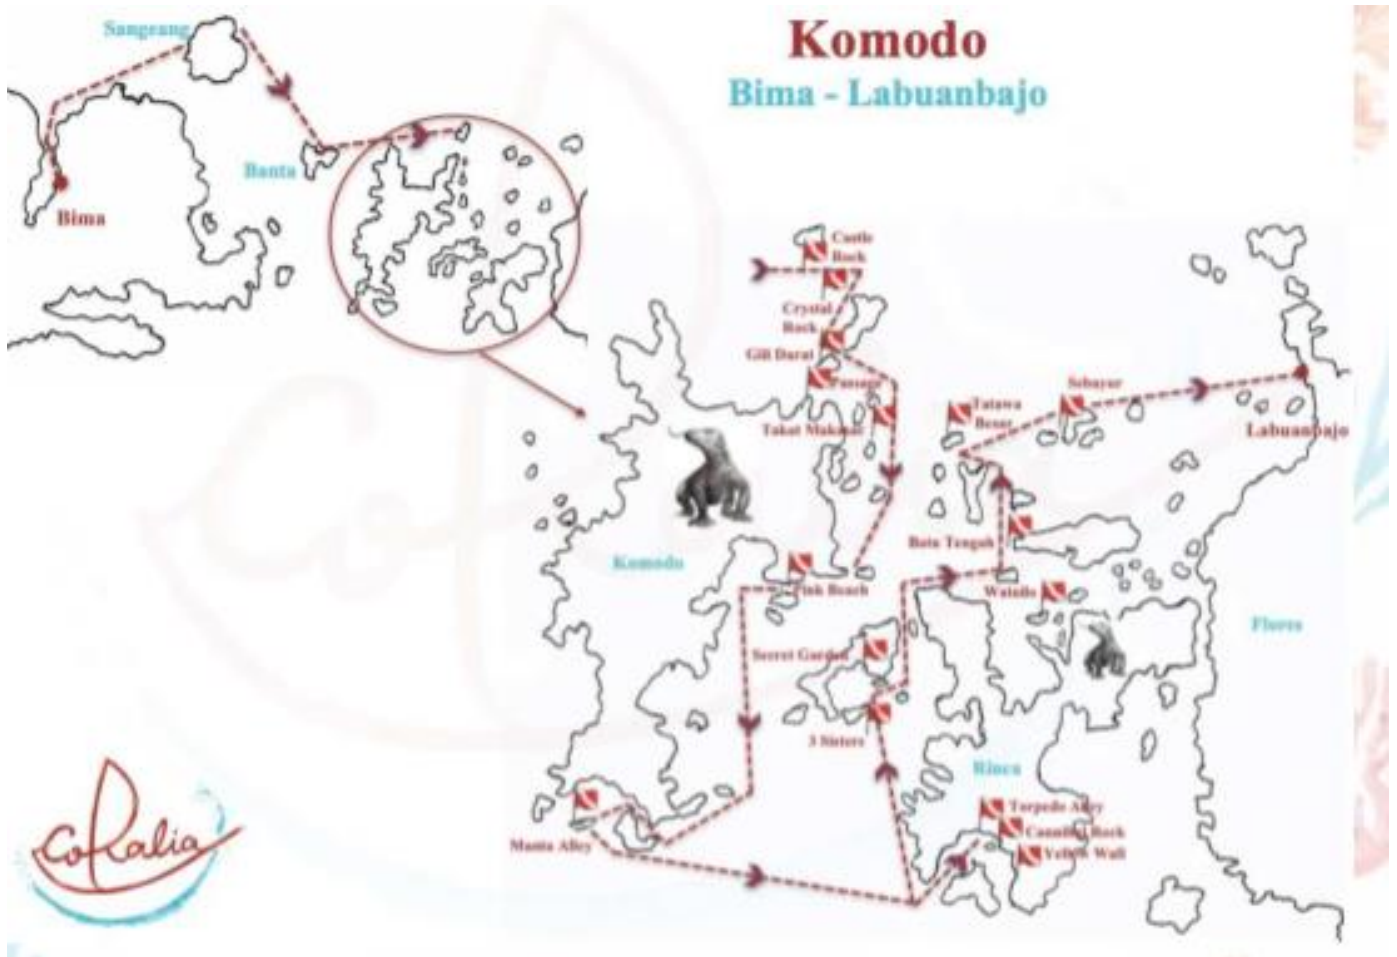 Komodo
Bima - Labuanbajo
Sangeang
Banta
Bima
Castle
Rock
Crystal
Rock
Gili Darat
Passage
Takat Makasar
Tatawa
Besar
Sebayur
Labuanbajo
Batu Tengah
Komodo
Pink Beach
Wainilo
Flores
Secret Garden
3 Sisters
Rinca
Torpedo Alley
Cannibal Rock
Yellow Wall
Manta Alley
CoRalia